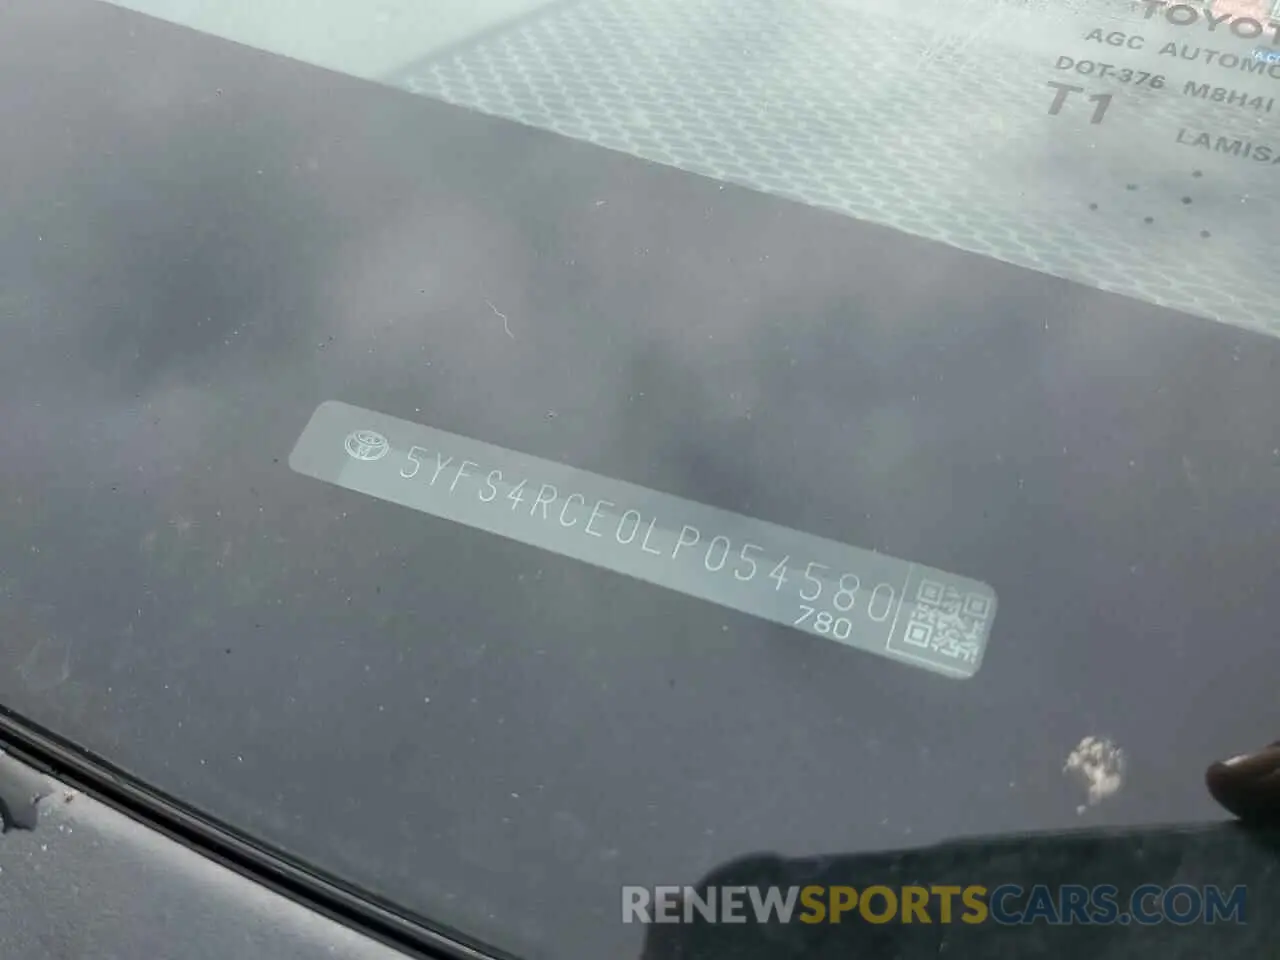 TOYOT
AGC AUTOMO
DOT-376 M8H4I
T1
LAMISA
5YFS4RCE0LP054580
780
RENEWSPORTSCARS.COM